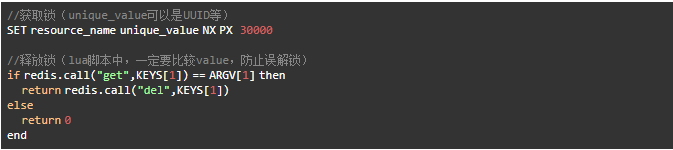 //获取锁（unique_value可以是UUID等）
SET resource_name unique_value NX PX 30000
//释放锁（lua脚本中，一定要比较value，防止误解锁）
if redis.call("get",KEYS[1]) == ARGV[1] then
return redis.call("del",KEYS[1])
else
return 0
end